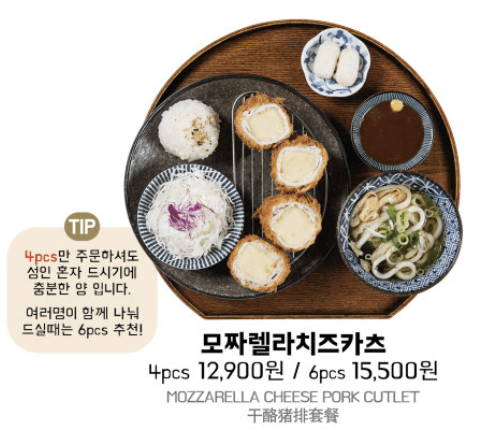 TIP
4pcs만 주문하셔도
성인 혼자 드시기에
충분한 양 입니다.
여러명이 함께 나눠
드실때는 6pcs 추천!
모짜렐라치즈카츠
4pcs 12,900원 / 6pcs 15,500원
MOZZARELLA CHEESE PORK CUTLET
干酪猪排套餐